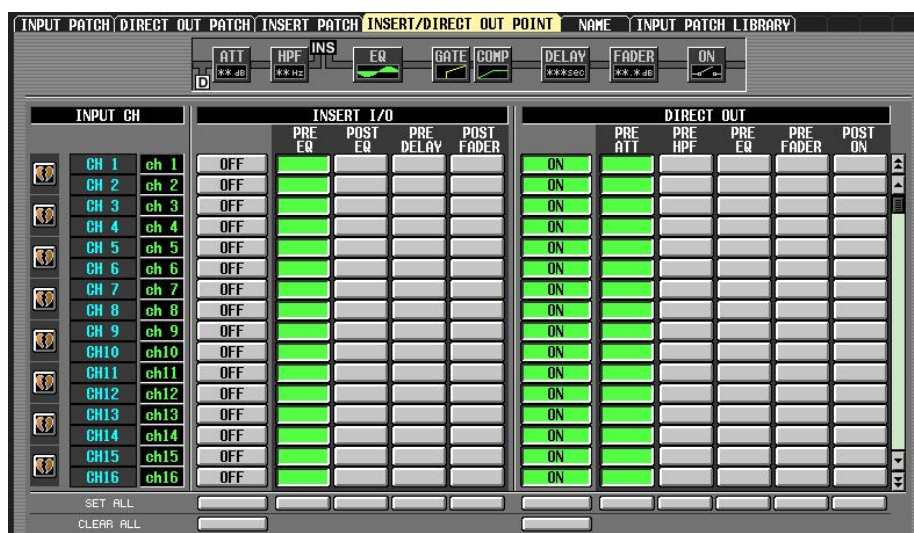 INPUT PATCH DIRECT OUT PATCH INSERT PATCH INSERT/DIRECT OUT POINT NAME INPUT PATCH LIBRARY
ATT HPF INS EQ GATE COMP DELAY FADER ON
D ** dB ** Hz ***sec **.* dB
INPUT CH INSERT I/O DIRECT OUT
PRE EQ POST EQ PRE DELAY POST FADER PRE ATT PRE HPF PRE EQ PRE FADER POST ON
CH 1 ch 1 OFF ON
CH 2 ch 2 OFF ON
CH 3 ch 3 OFF ON
CH 4 ch 4 OFF ON
CH 5 ch 5 OFF ON
CH 6 ch 6 OFF ON
CH 7 ch 7 OFF ON
CH 8 ch 8 OFF ON
CH 9 ch 9 OFF ON
CH10 ch10 OFF ON
CH11 ch11 OFF ON
CH12 ch12 OFF ON
CH13 ch13 OFF ON
CH14 ch14 OFF ON
CH15 ch15 OFF ON
CH16 ch16 OFF ON
SET ALL
CLEAR ALL